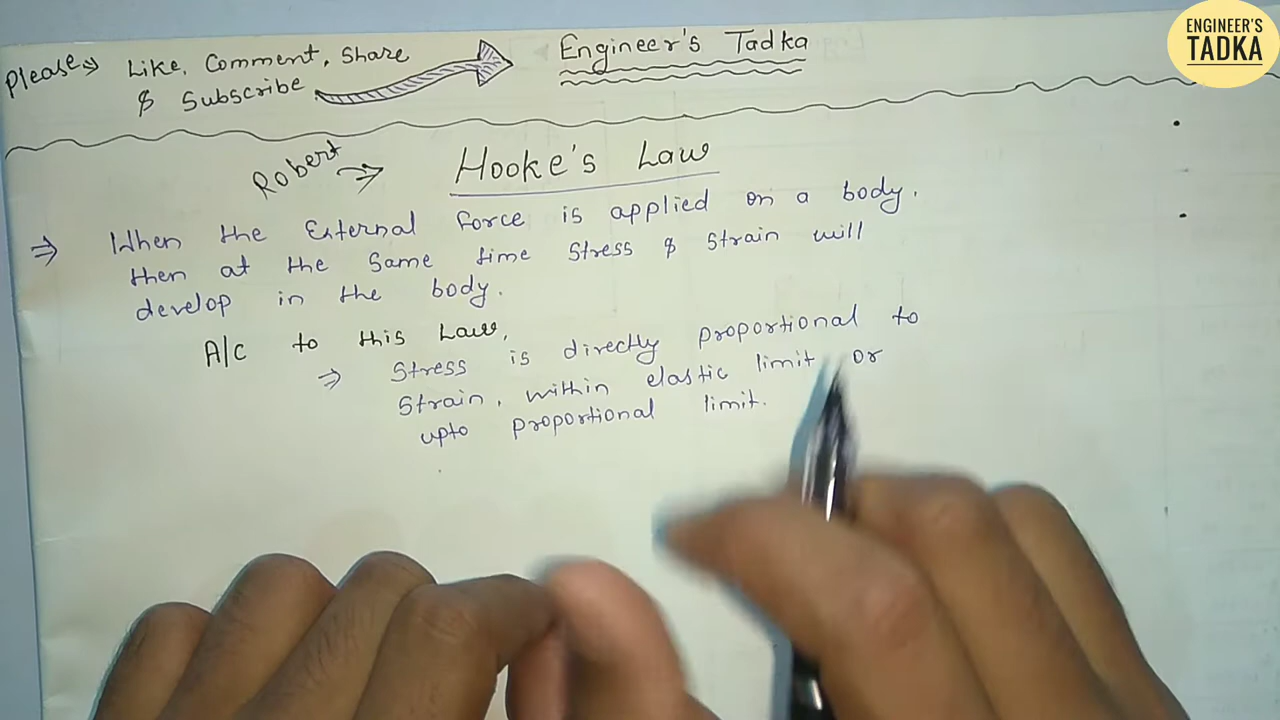 Please Like, Comment, Share
& Subscribe
Engineer's Tadka
ENGINEER'S
TADKA
Robert Hooke's Law
⇒ When the External force is applied on a body.
then at the same time stress & strain will
develop in the body.
A/c to this Law,
⇒ Stress is directly proportional to
Strain, within elastic limit or
upto proportional limit.